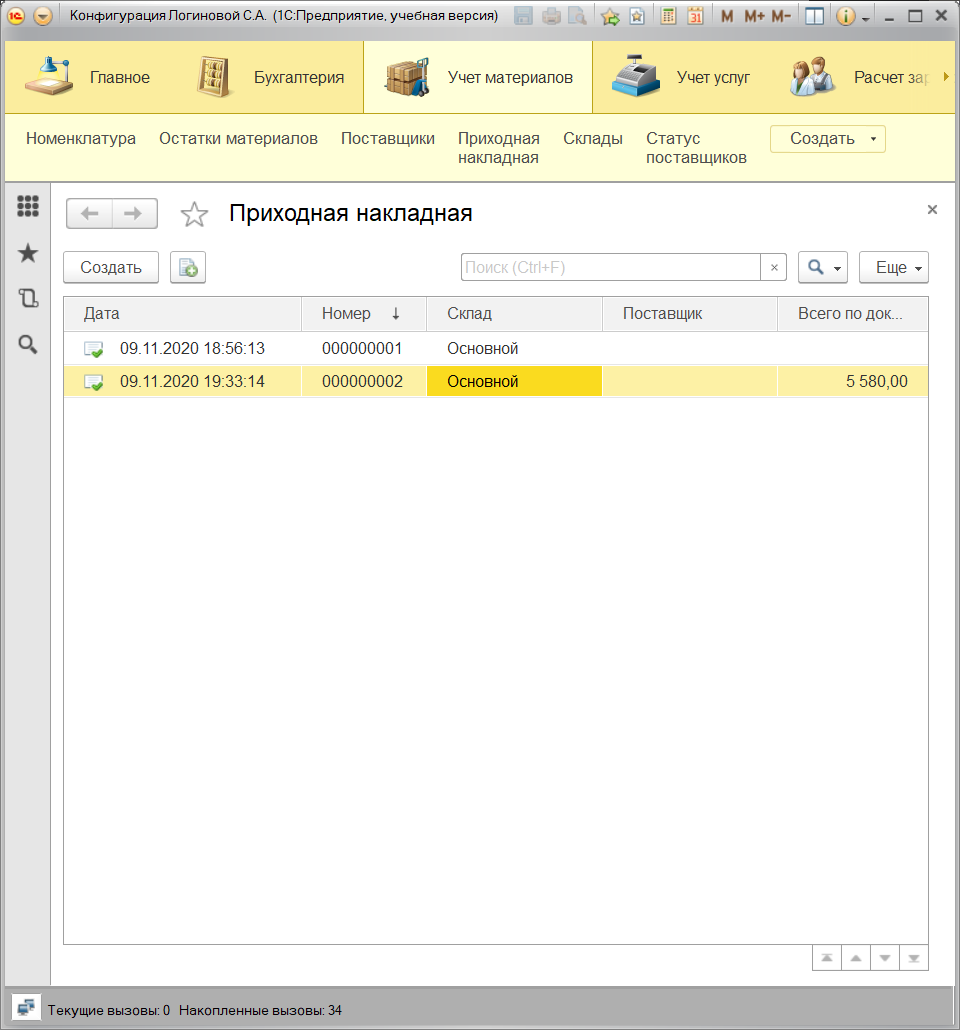 Конфигурация Логиновой С.А. (1С:Предприятие, учебная версия)
M M+ M-
Главное Бухгалтерия Учет материалов Учет услуг Расчет зар
Номенклатура Остатки материалов Поставщики Приходная накладная Склады Статус поставщиков Создать
Приходная накладная
Создать Поиск (Ctrl+F) × Еще
Дата Номер ↓ Склад Поставщик Всего по док...
09.11.2020 18:56:13 000000001 Основной
09.11.2020 19:33:14 000000002 Основной 5 580,00
Текущие вызовы: 0 Накопленные вызовы: 34